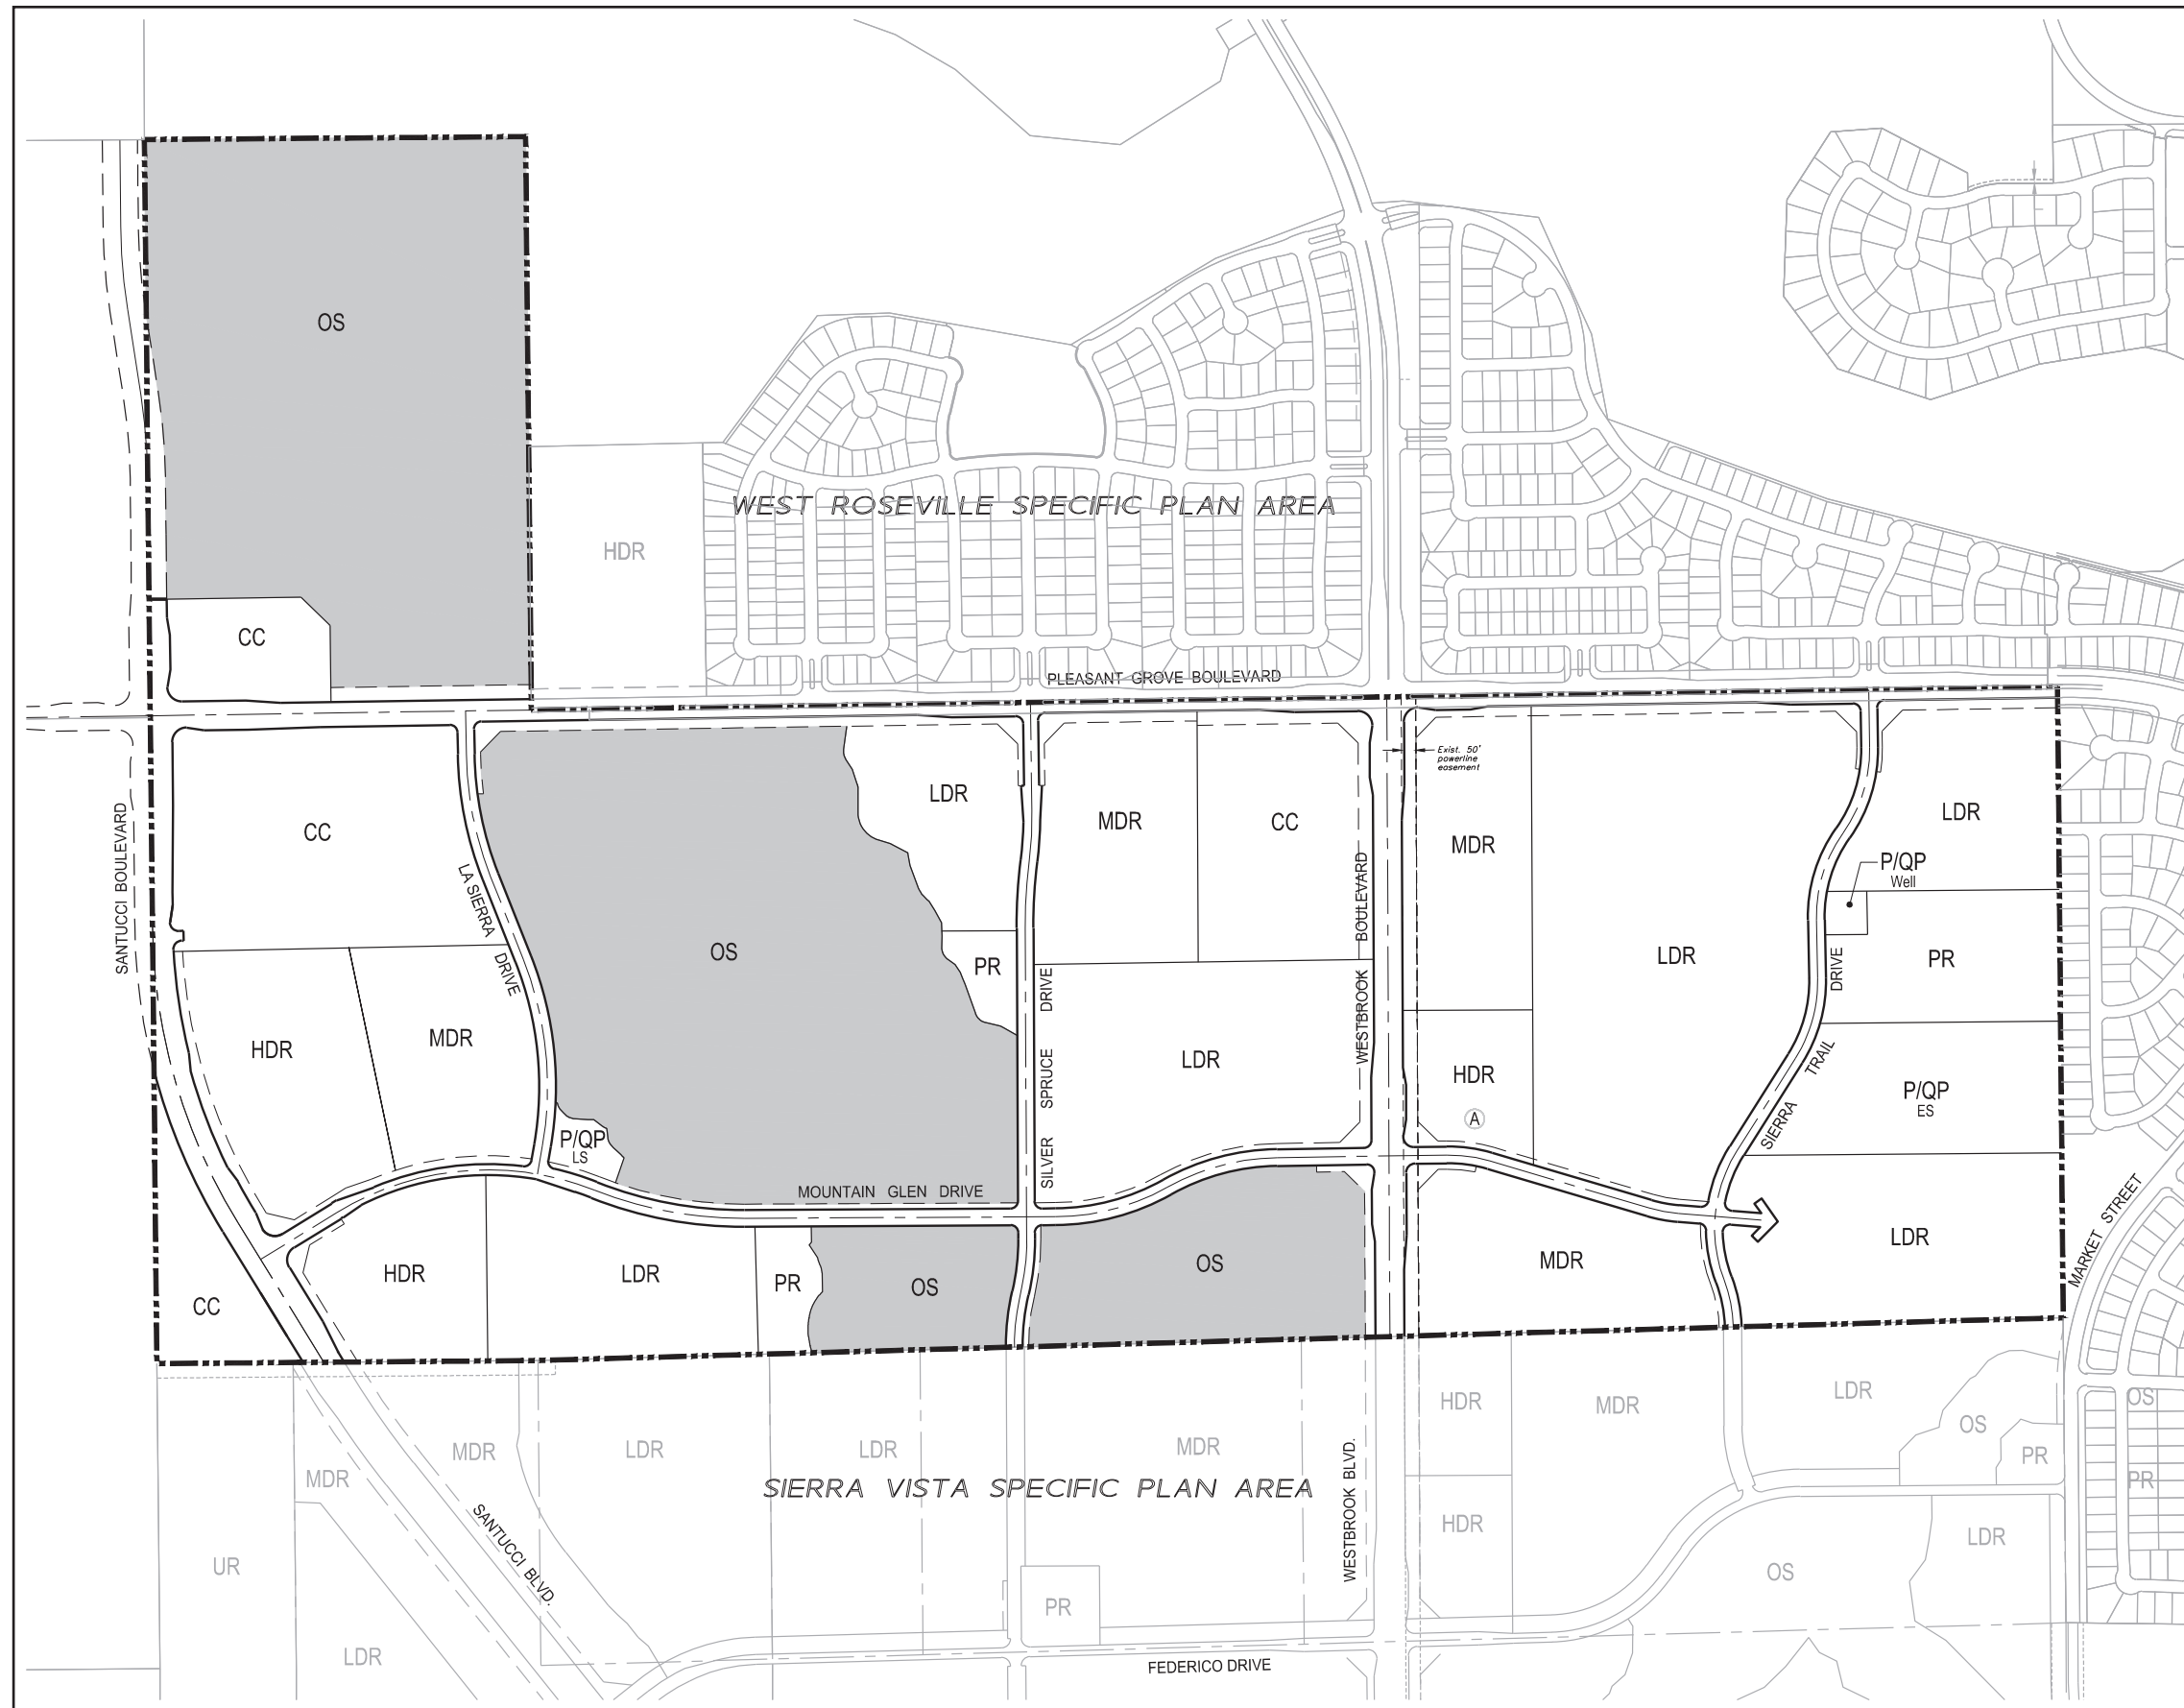 OS
WEST ROSEVILLE SPECIFIC PLAN AREA
HDR
CC
PLEASANT GROVE BOULEVARD
Exist. 50'
powerline
easement
SANTUCCI BOULEVARD
CC
LA SIERRA DRIVE
OS
LDR
PR
MDR
CC
WESTBROOK BOULEVARD
MDR
LDR
LDR
P/QP
Well
PR
SIERRA TRAIL DRIVE
HDR
MDR
SILVER SPRUCE DRIVE
LDR
HDR
A
P/QP
ES
P/QP
LS
MOUNTAIN GLEN DRIVE
CC
HDR
LDR
PR
OS
OS
MDR
LDR
MARKET STREET
MDR
MDR
LDR
LDR
MDR
HDR
MDR
LDR
OS
PR
OS
PR
SIERRA VISTA SPECIFIC PLAN AREA
SANTUCCI BLVD.
WESTBROOK BLVD.
HDR
LDR
UR
OS
PR
LDR
FEDERICO DRIVE